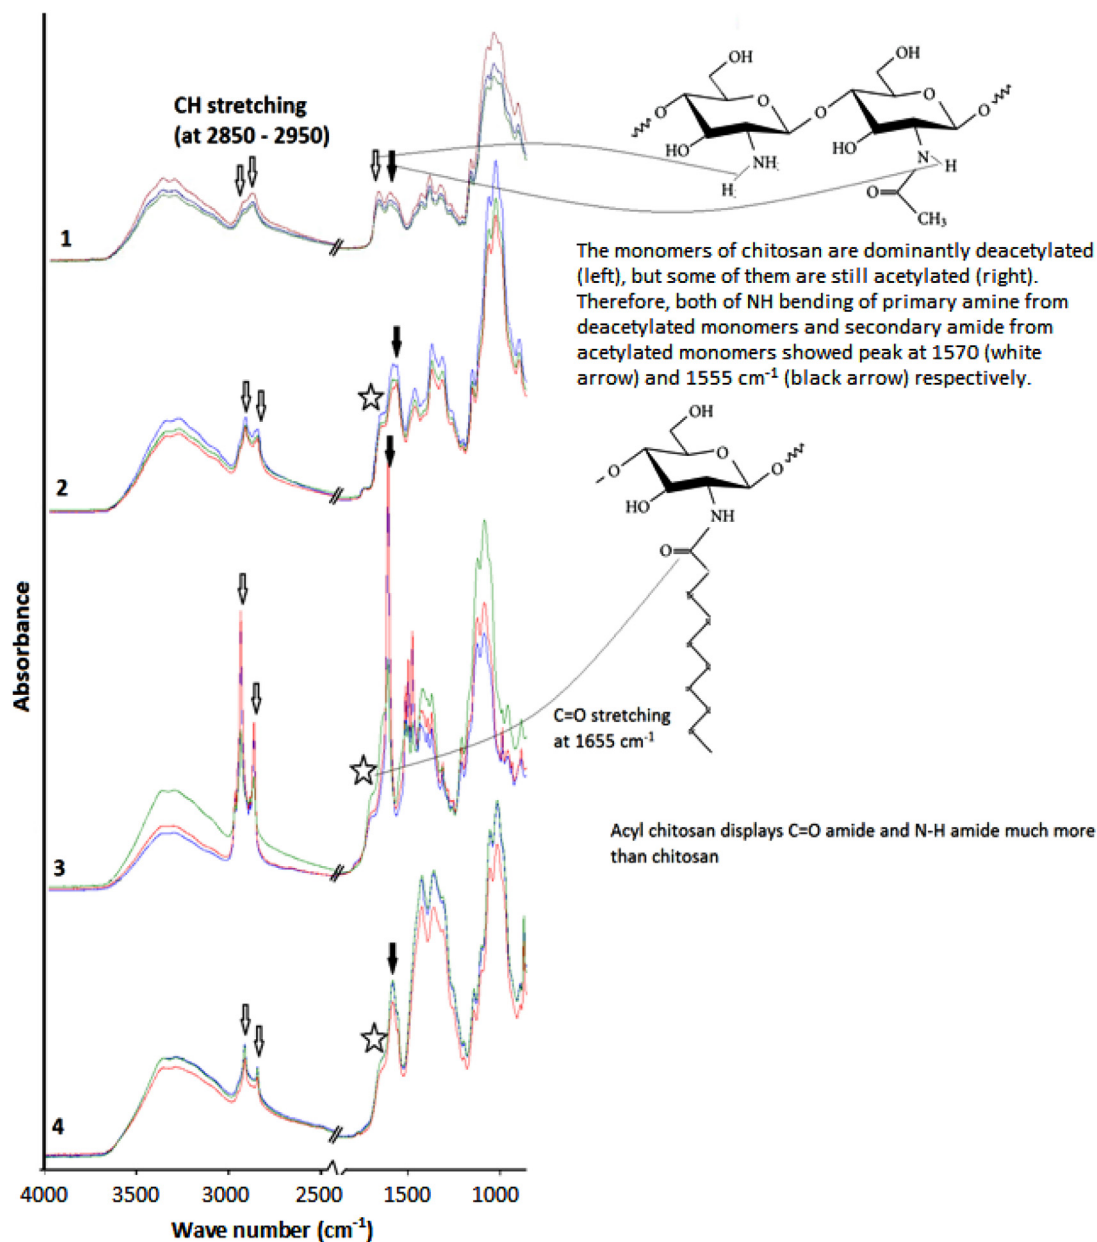 CH stretching
(at 2850 - 2950)
1
OH
O
O
HO
NH
H
O
OH
O
O
HO
N
H
O
CH₃
The monomers of chitosan are dominantly deacetylated
(left), but some of them are still acetylated (right).
Therefore, both of NH bending of primary amine from
deacetylated monomers and secondary amide from
acetylated monomers showed peak at 1570 (white
arrow) and 1555 cm⁻¹ (black arrow) respectively.
2
OH
O
O
O
HO
NH
O
C=O stretching
at 1655 cm⁻¹
3
Acyl chitosan displays C=O amide and N-H amide much more
than chitosan
4
Absorbance
4000 3500 3000 2500 1500 1000
Wave number (cm⁻¹)